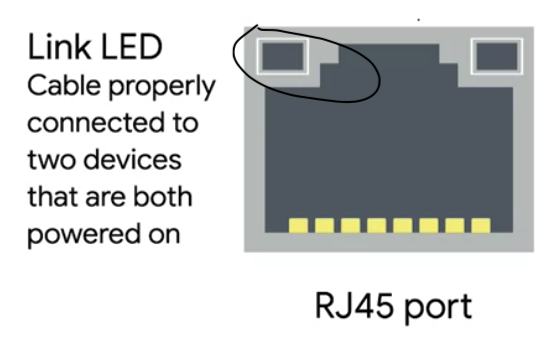 Link LED
Cable properly
connected to
two devices
that are both
powered on
RJ45 port